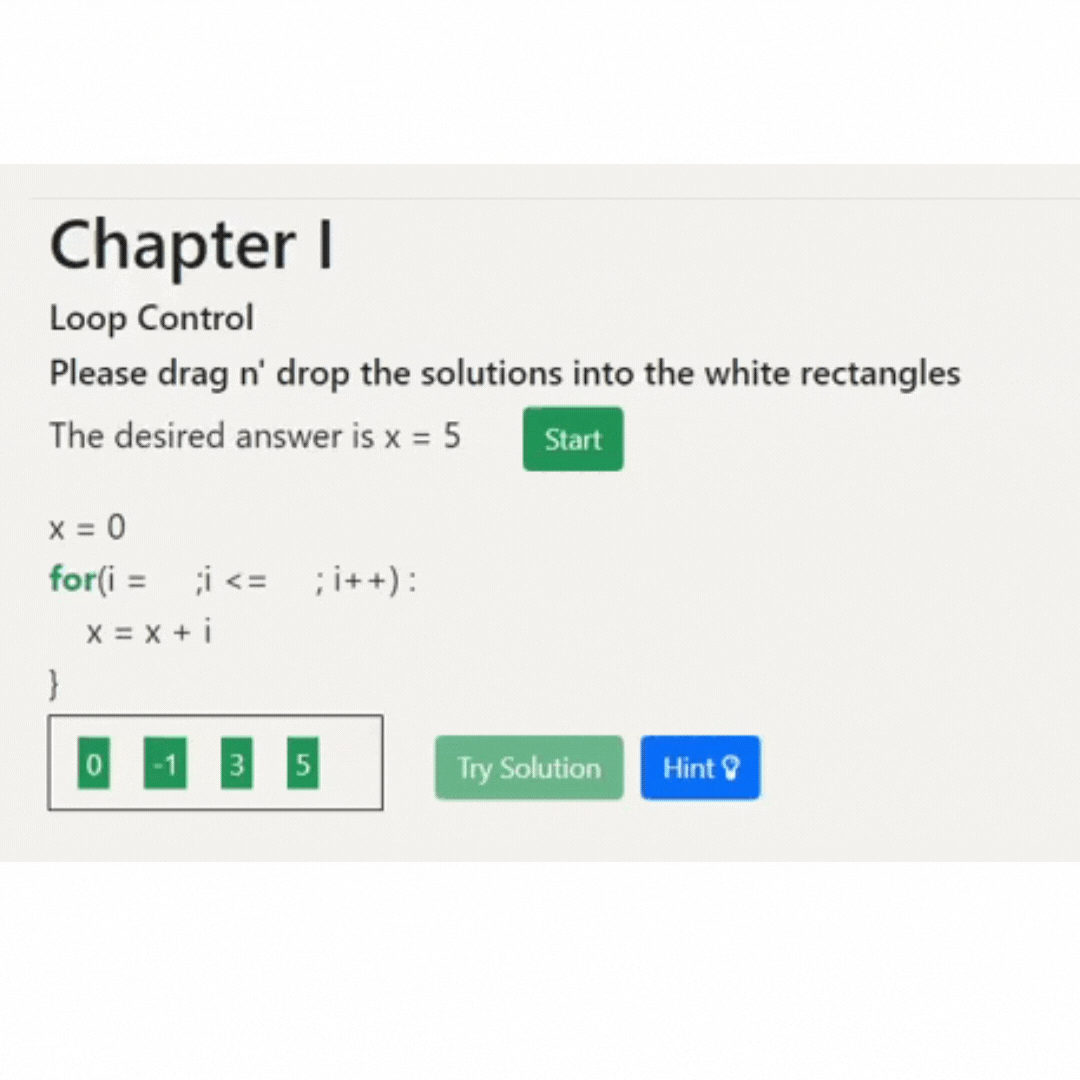 Chapter I
Loop Control
Please drag n' drop the solutions into the white rectangles
The desired answer is x = 5 Start
x = 0
for(i = ;i <= ; i++) :
x = x + i
}
0 -1 3 5 Try Solution Hint